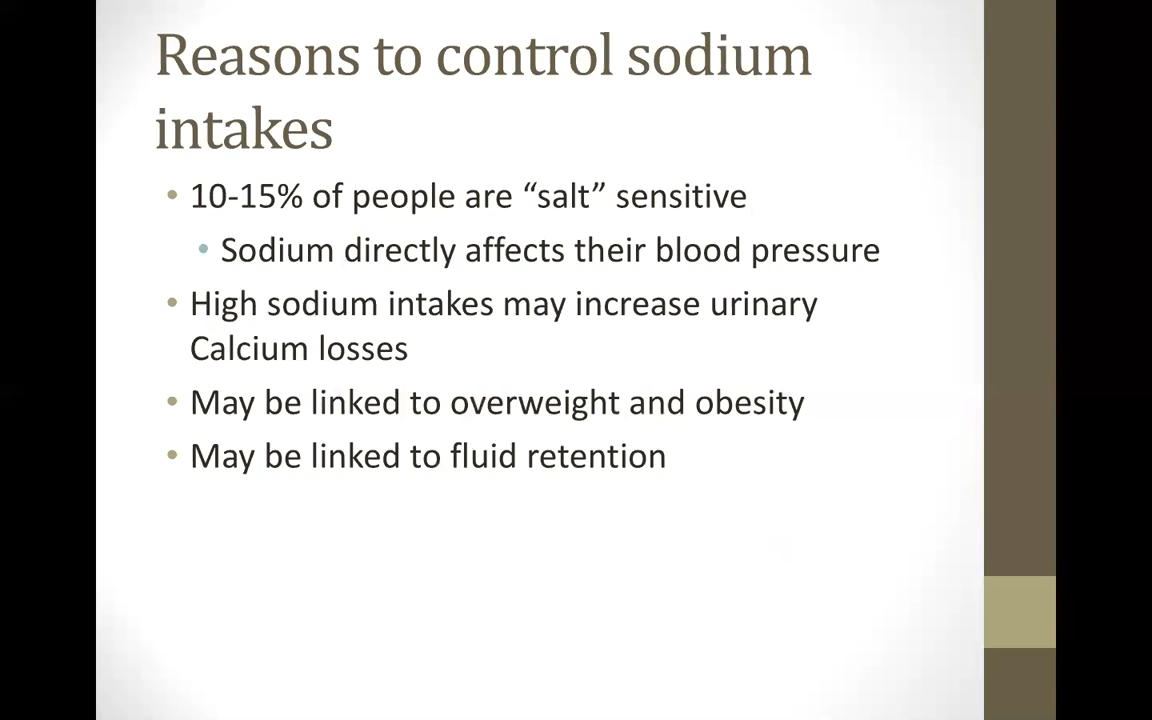 Reasons to control sodium
intakes
• 10-15% of people are “salt” sensitive
• Sodium directly affects their blood pressure
• High sodium intakes may increase urinary
Calcium losses
• May be linked to overweight and obesity
• May be linked to fluid retention